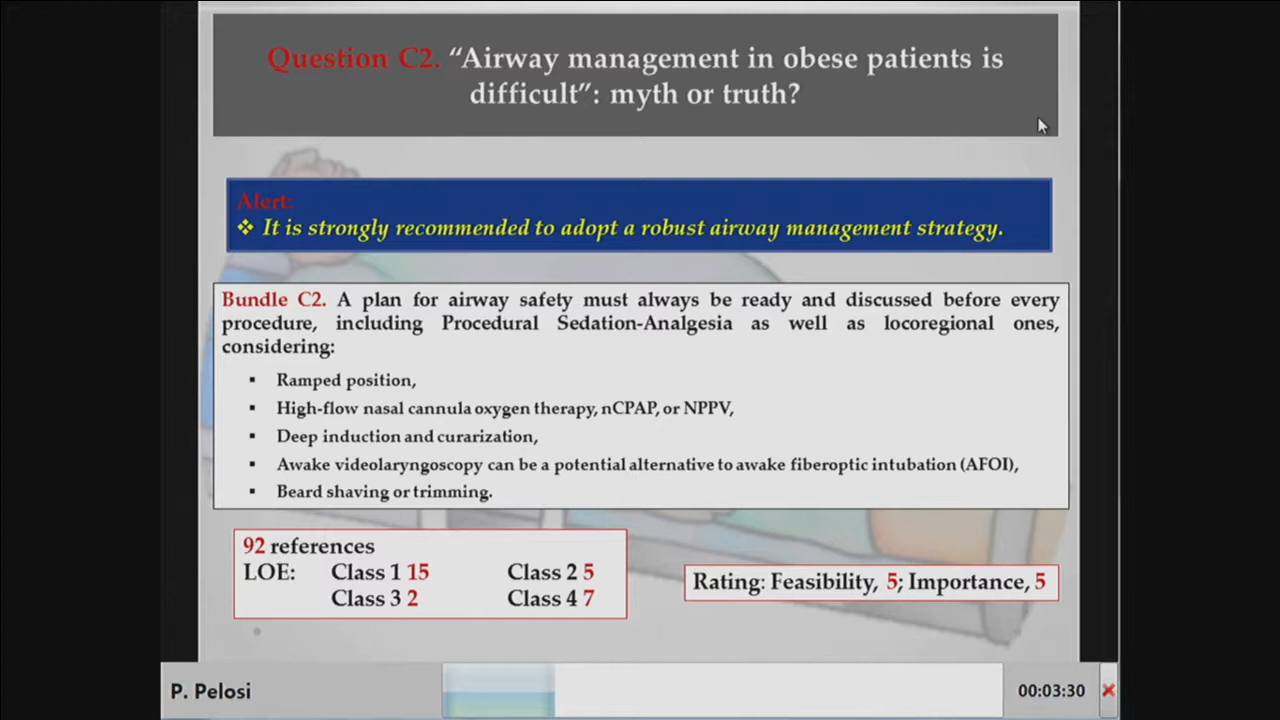 Question C2. “Airway management in obese patients is
difficult”: myth or truth?
Alert:
❖ It is strongly recommended to adopt a robust airway management strategy.
Bundle C2. A plan for airway safety must always be ready and discussed before every
procedure, including Procedural Sedation-Analgesia as well as locoregional ones,
considering:
▪ Ramped position,
▪ High-flow nasal cannula oxygen therapy, nCPAP, or NPPV,
▪ Deep induction and curarization,
▪ Awake videolaryngoscopy can be a potential alternative to awake fiberoptic intubation (AFOI),
▪ Beard shaving or trimming.
92 references
LOE: Class 1 15 Class 2 5
Class 3 2 Class 4 7
Rating: Feasibility, 5; Importance, 5
P. Pelosi
00:03:30